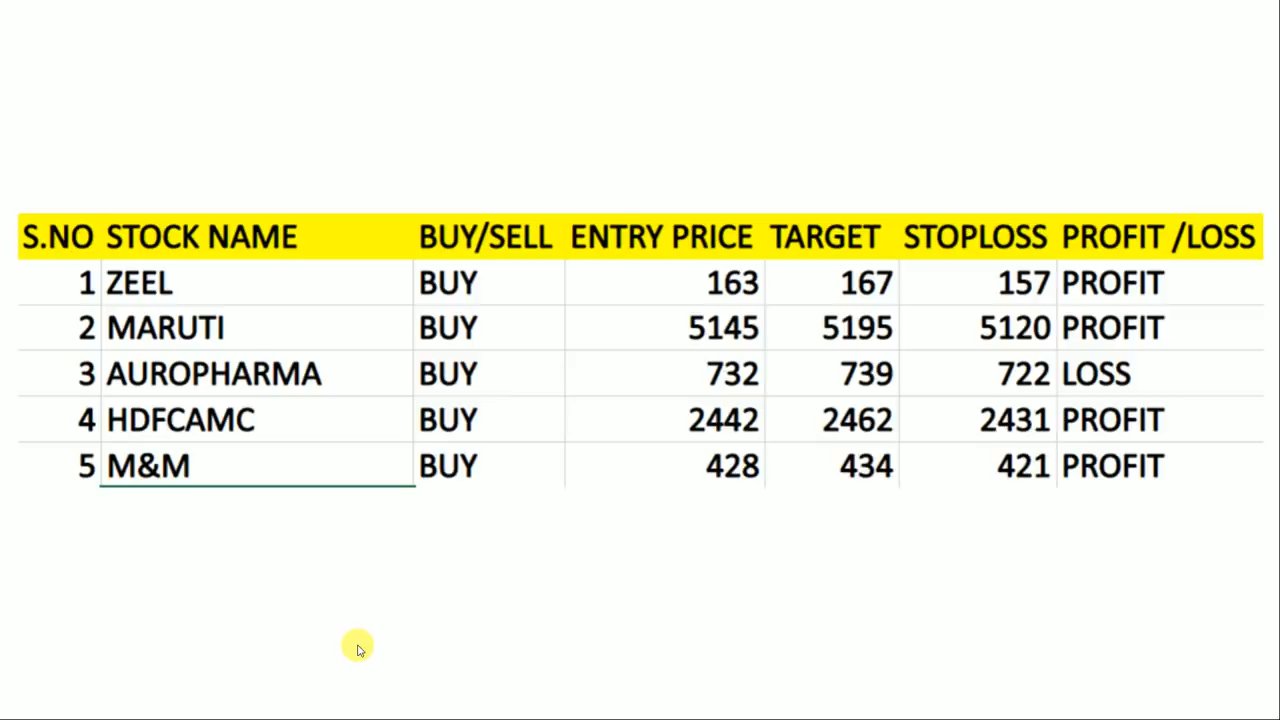 S.NO STOCK NAME BUY/SELL ENTRY PRICE TARGET STOPLOSS PROFIT /LOSS
1 ZEEL BUY 163 167 157 PROFIT
2 MARUTI BUY 5145 5195 5120 PROFIT
3 AUROPHARMA BUY 732 739 722 LOSS
4 HDFCAMC BUY 2442 2462 2431 PROFIT
5 M&M BUY 428 434 421 PROFIT